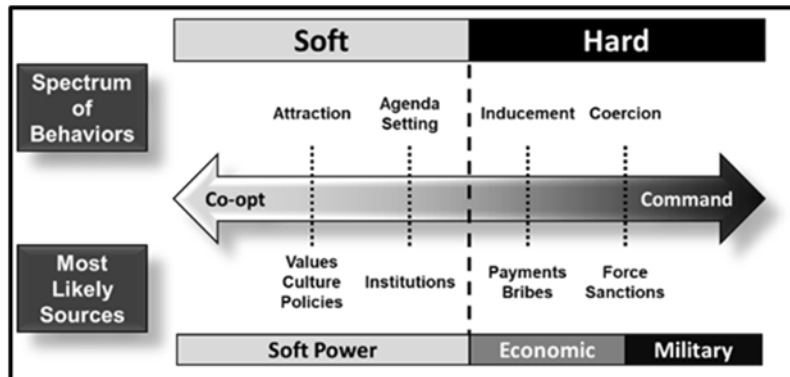 Soft
Hard
Spectrum
of
Behaviors
Attraction
Agenda
Setting
Inducement
Coercion
Co-opt
Command
Most
Likely
Sources
Values
Culture
Policies
Institutions
Payments
Bribes
Force
Sanctions
Soft Power
Economic
Military